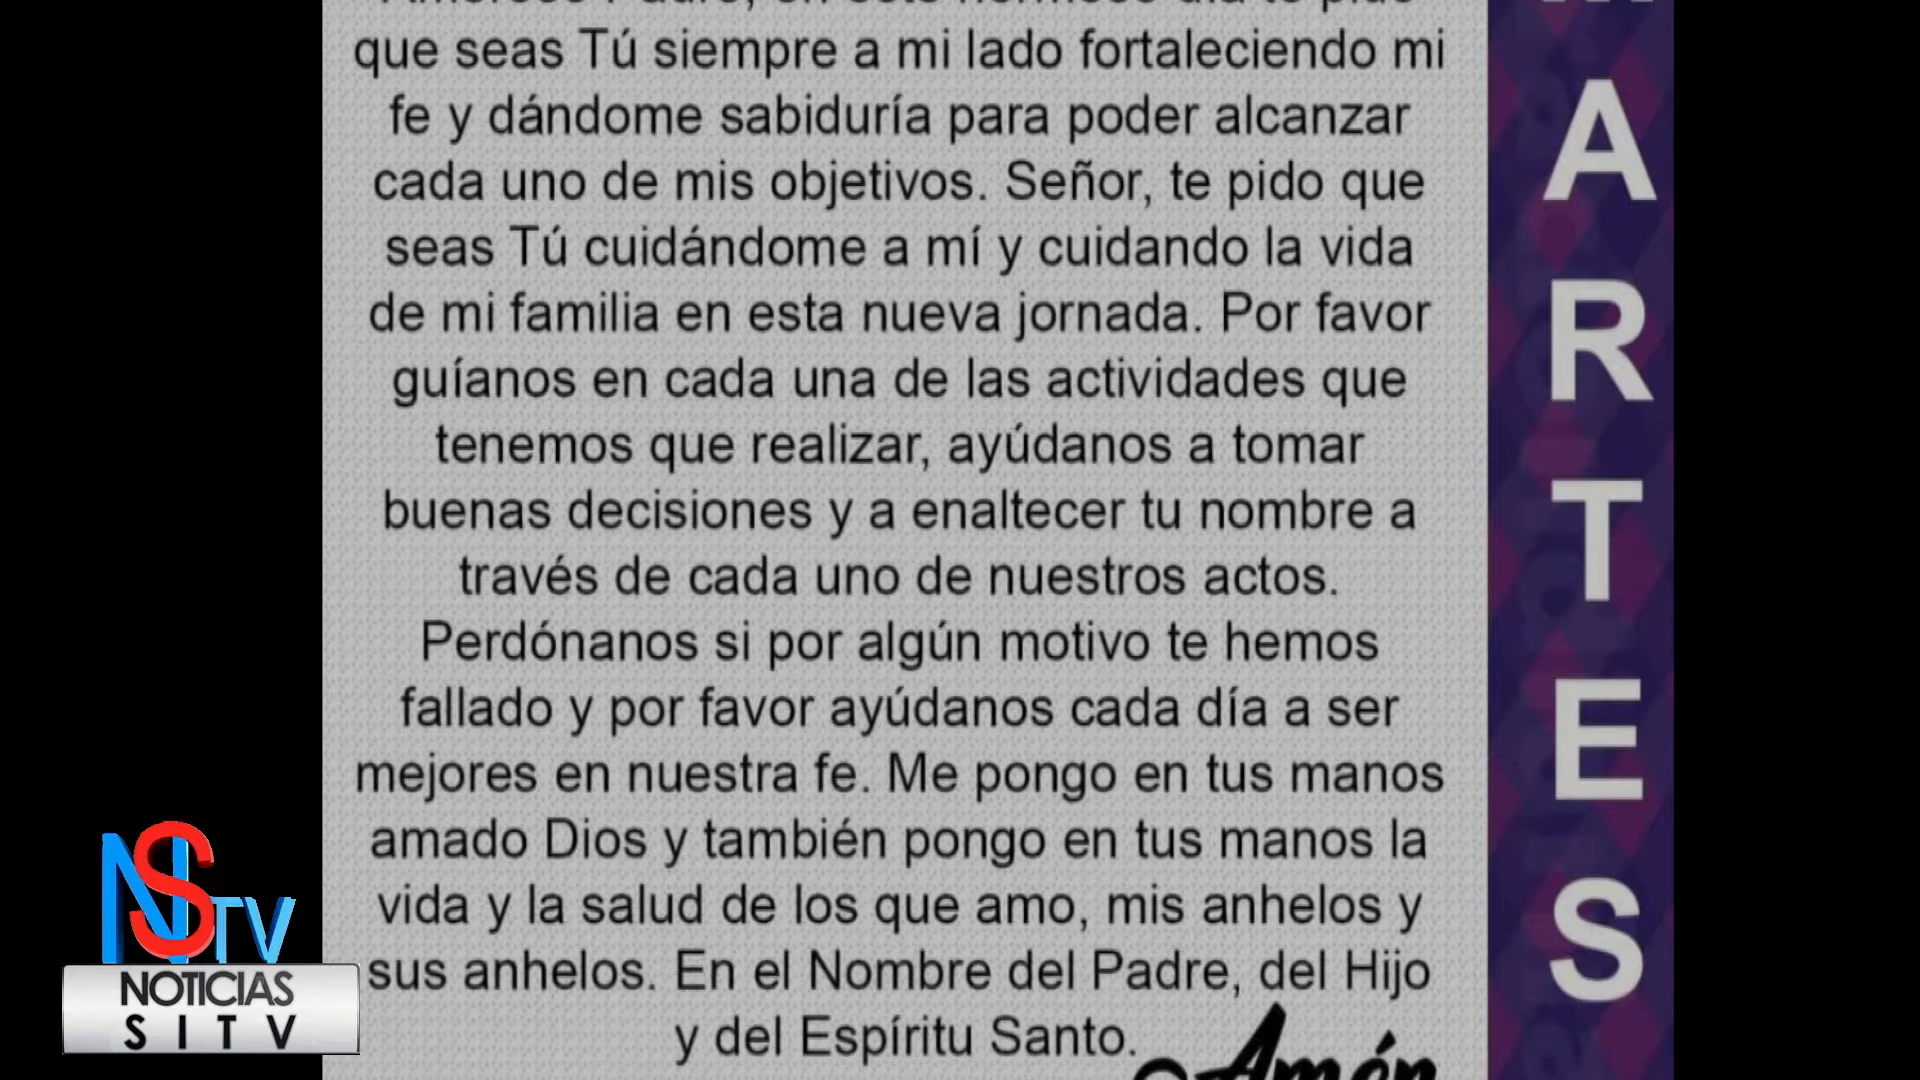 que seas Tú siempre a mi lado fortaleciendo mi
fe y dándome sabiduría para poder alcanzar
cada uno de mis objetivos. Señor, te pido que
seas Tú cuidándome a mí y cuidando la vida
de mi familia en esta nueva jornada. Por favor
guíanos en cada una de las actividades que
tenemos que realizar, ayúdanos a tomar
buenas decisiones y a enaltecer tu nombre a
través de cada uno de nuestros actos.
Perdónanos si por algún motivo te hemos
fallado y por favor ayúdanos cada día a ser
mejores en nuestra fe. Me pongo en tus manos
amado Dios y también pongo en tus manos la
vida y la salud de los que amo, mis anhelos y
sus anhelos. En el Nombre del Padre, del Hijo
y del Espíritu Santo.
Amén
ARTES
NSTV
NOTICIAS
SITV